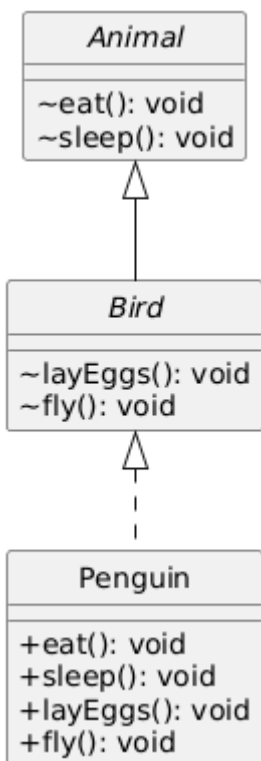 Animal
~eat(): void
~sleep(): void
Bird
~layEggs(): void
~fly(): void
Penguin
+eat(): void
+sleep(): void
+layEggs(): void
+fly(): void